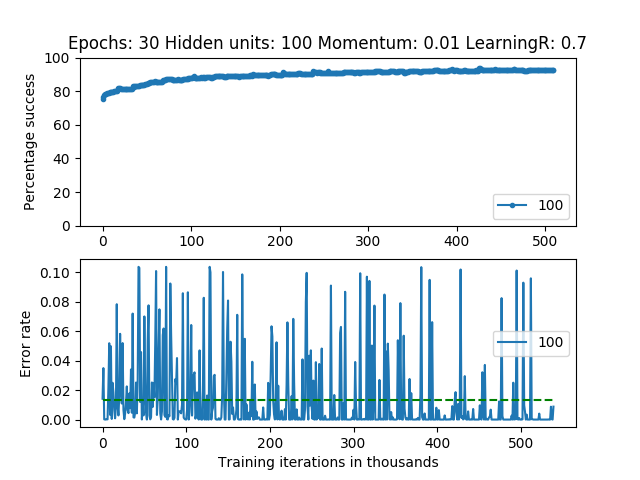 Epochs: 30 Hidden units: 100 Momentum: 0.01 LearningR: 0.7
100
80
60
40
20
0
Percentage success
100
0 100 200 300 400 500
0.10
0.08
0.06
0.04
0.02
0.00
Error rate
100
0 100 200 300 400 500
Training iterations in thousands